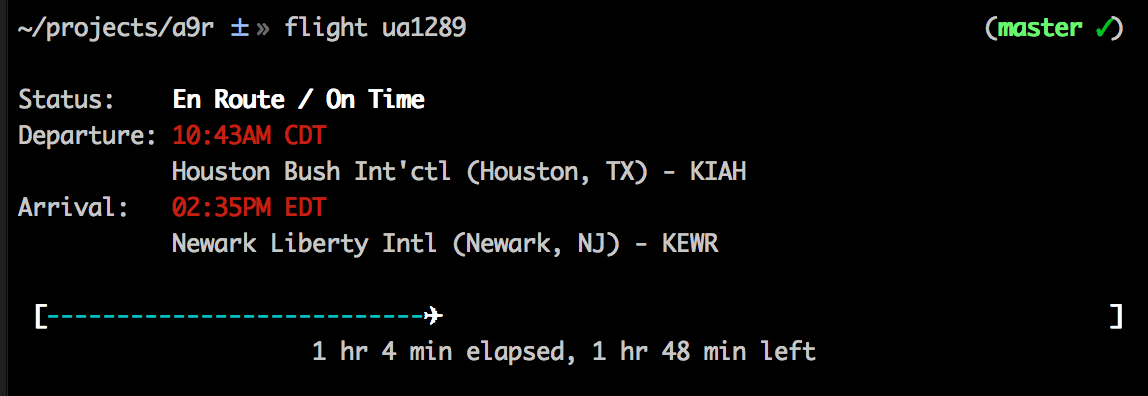 ~/projects/a9r ±» flight ua1289 (master ✓)
Status: En Route / On Time
Departure: 10:43AM CDT
Houston Bush Int'ctl (Houston, TX) - KIAH
Arrival: 02:35PM EDT
Newark Liberty Intl (Newark, NJ) - KEWR
[---------------------------✈ ]
1 hr 4 min elapsed, 1 hr 48 min left